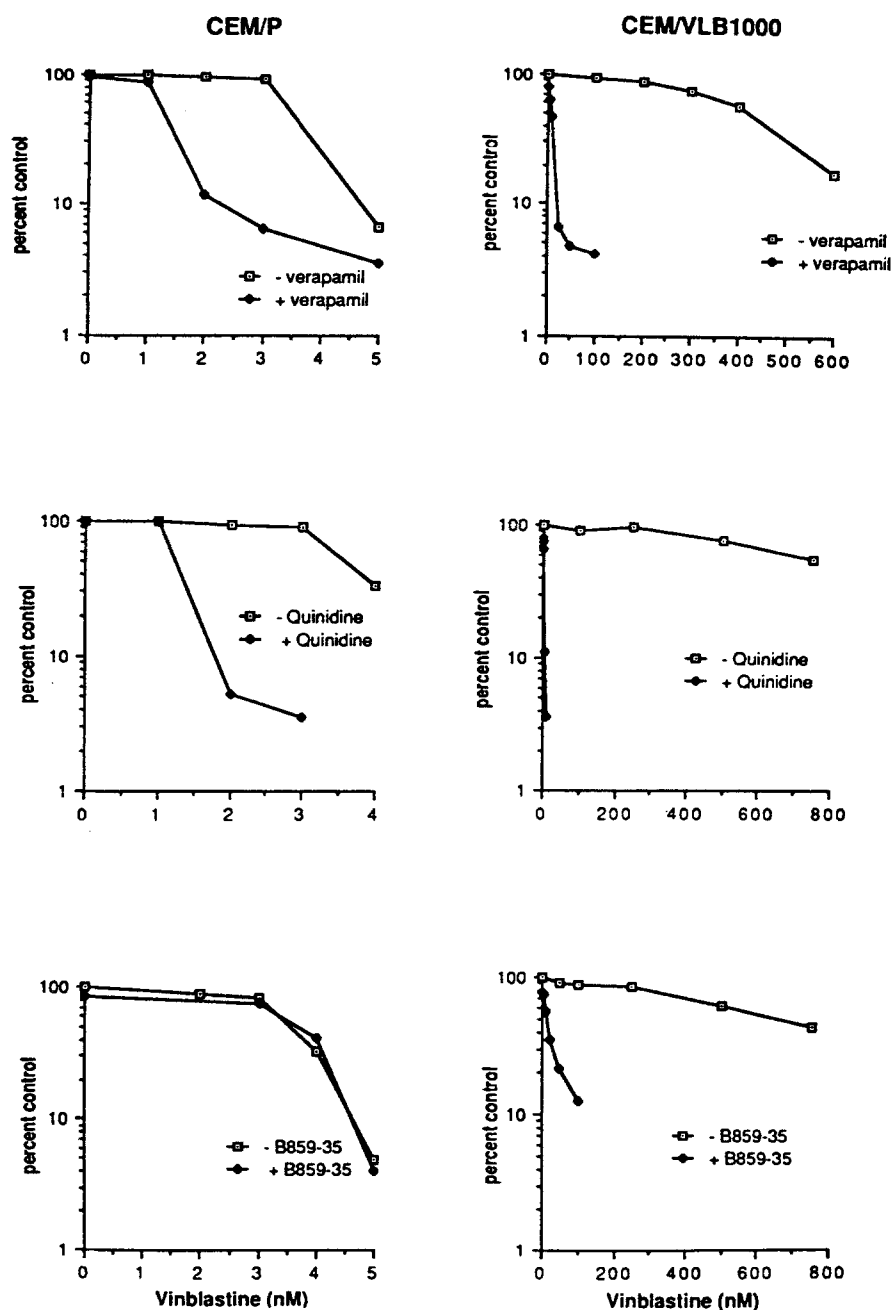 CEM/P
CEM/VLB1000
percent control
100
10
1
0 1 2 3 4 5
- verapamil
+ verapamil
percent control
100
10
1
0 100 200 300 400 500 600
- verapamil
+ verapamil
percent control
100
10
1
0 1 2 3 4
- Quinidine
+ Quinidine
percent control
100
10
1
0 200 400 600 800
- Quinidine
+ Quinidine
percent control
100
10
1
0 1 2 3 4 5
- B859-35
+ B859-35
Vinblastine (nM)
percent control
100
10
1
0 200 400 600 800
- B859-35
+ B859-35
Vinblastine (nM)